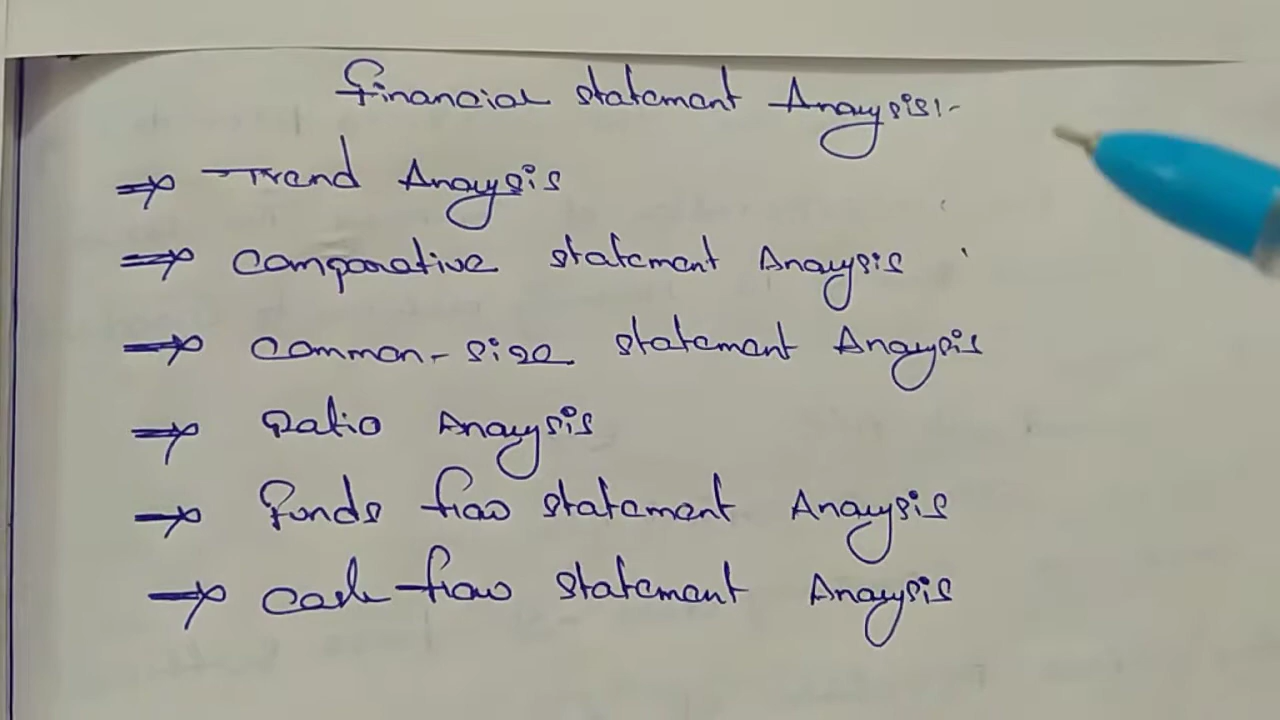 Financial statement Analysis:-
⇒ Trend Analysis
⇒ Comparative statement Analysis
⇒ Common-size statement Analysis
⇒ Ratio Analysis
⇒ Funds flow statement Analysis
⇒ Cash flow statement Analysis